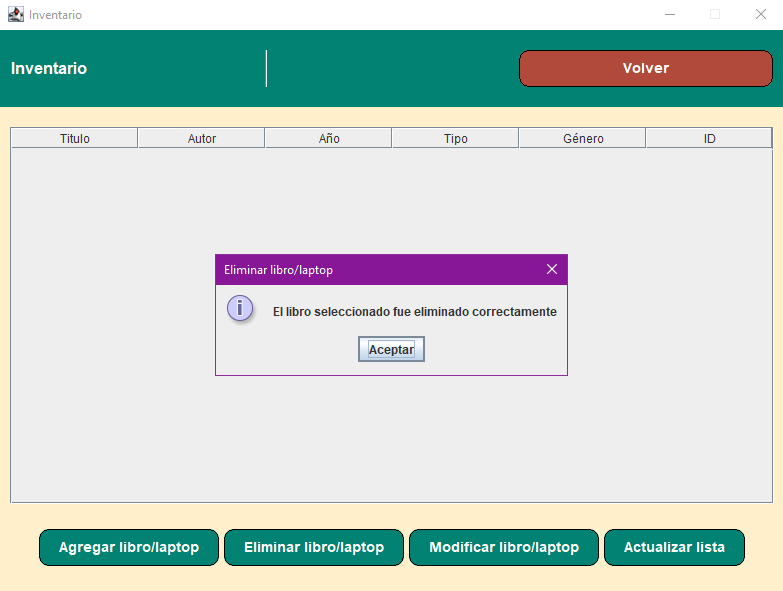 Inventario
Inventario
Volver
Titulo Autor Año Tipo Género ID
Eliminar libro/laptop
El libro seleccionado fue eliminado correctamente
Aceptar
Agregar libro/laptop Eliminar libro/laptop Modificar libro/laptop Actualizar lista